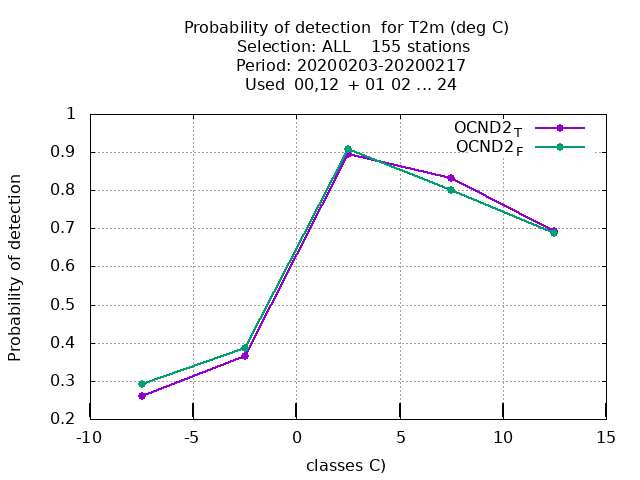 Probability of detection  for T2m (deg C)
Selection: ALL    155 stations
Period: 20200203-20200217
Used  00,12  + 01 02 ... 24
OCND2_T
OCND2_F
Probability of detection
1
0.9
0.8
0.7
0.6
0.5
0.4
0.3
0.2
-10 -5 0 5 10 15
classes C)